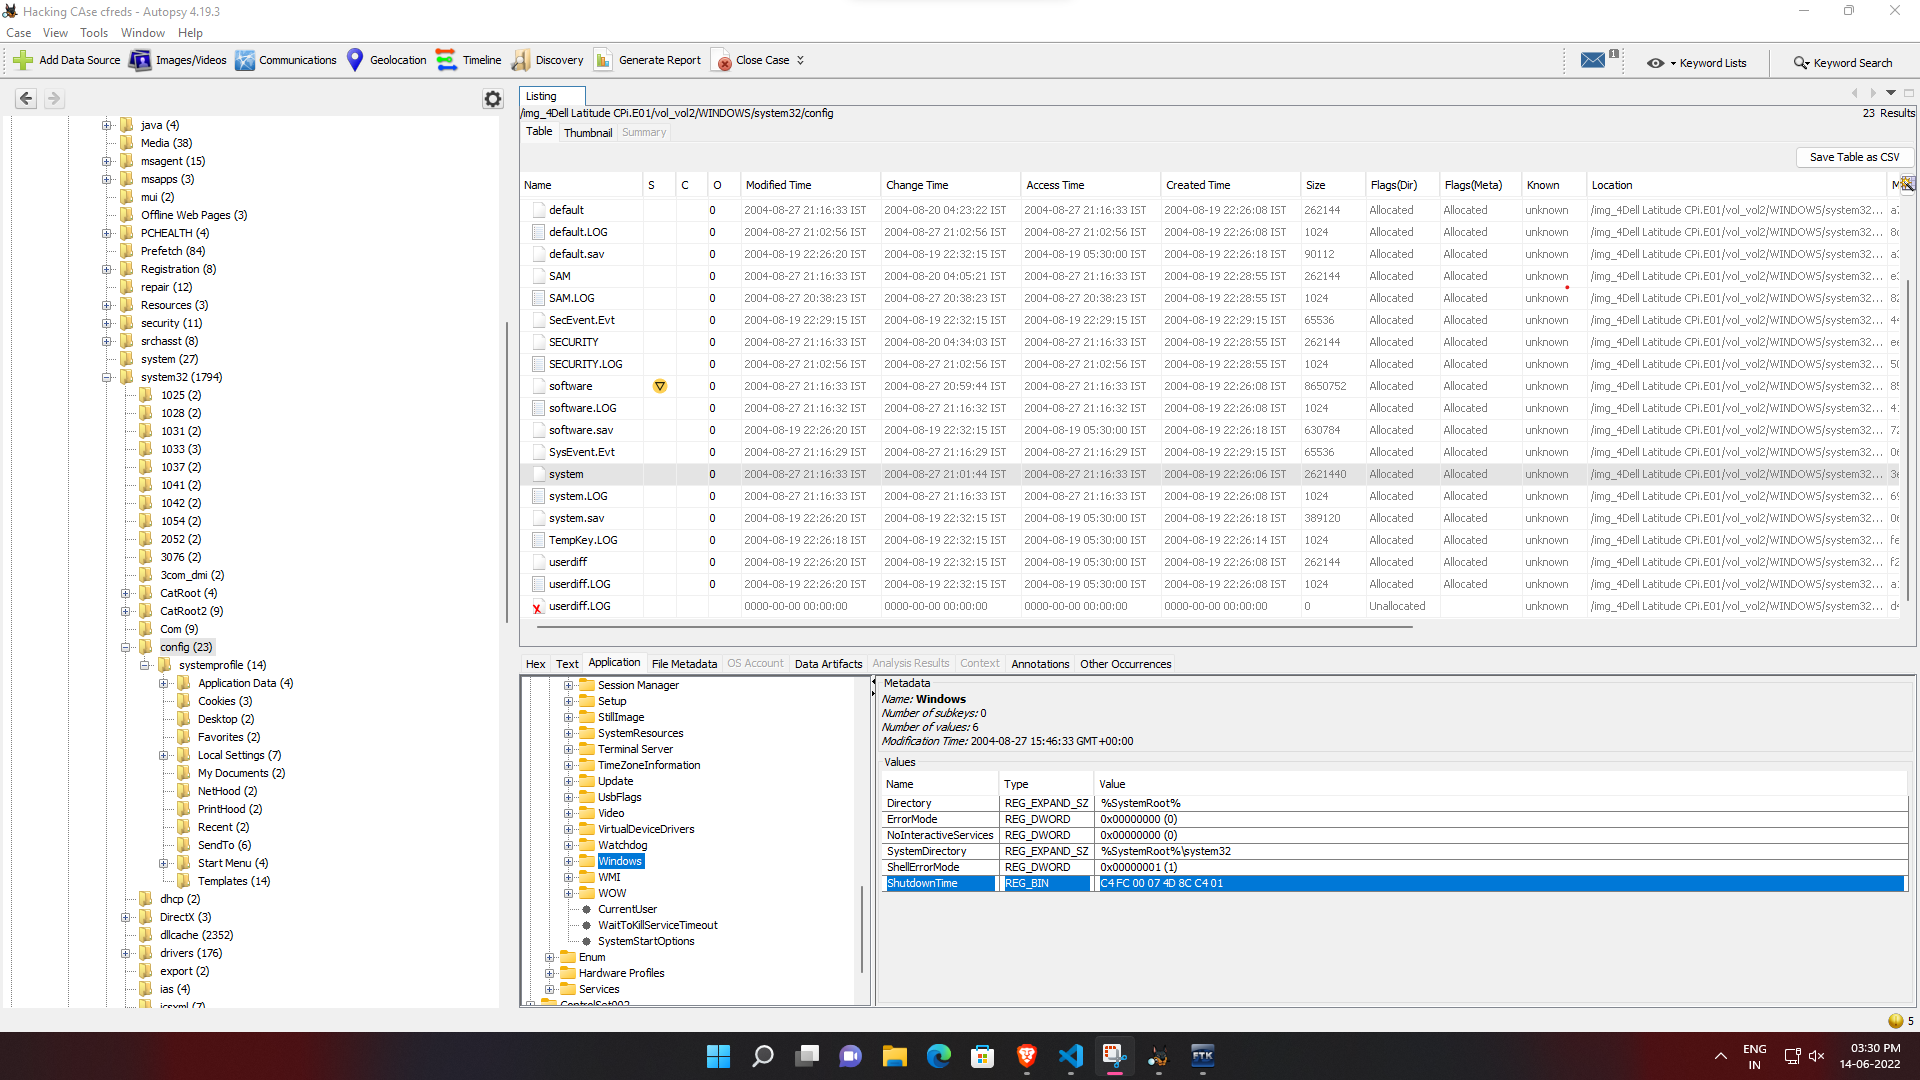 Hacking CAse cfreds - Autopsy 4.19.3
Case View Tools Window Help
Add Data Source Images/Videos Communications Geolocation Timeline Discovery Generate Report Close Case 1 Keyword Lists Keyword Search
java (4)
Media (38)
msagent (15)
msapps (3)
mui (2)
Offline Web Pages (3)
PCHEALTH (4)
Prefetch (84)
Registration (8)
repair (12)
Resources (3)
security (11)
srchasst (8)
system (27)
system32 (1794)
1025 (2)
1028 (2)
1031 (2)
1033 (3)
1037 (2)
1041 (2)
1042 (2)
1054 (2)
2052 (2)
3076 (2)
3com_dmi (2)
CatRoot (4)
CatRoot2 (9)
Com (9)
config (23)
systemprofile (14)
Application Data (4)
Cookies (3)
Desktop (2)
Favorites (2)
Local Settings (7)
My Documents (2)
NetHood (2)
PrintHood (2)
Recent (2)
SendTo (6)
Start Menu (4)
Templates (14)
dhcp (2)
DirectX (3)
dllcache (2352)
drivers (176)
export (2)
ias (4)
icsxml (7)
Listing
/img_4Dell Latitude CPi.E01/vol_vol2/WINDOWS/system32/config 23 Results
Table Thumbnail Summary
Save Table as CSV
Name S C O Modified Time Change Time Access Time Created Time Size Flags(Dir) Flags(Meta) Known Location
default 0 2004-08-27 21:16:33 IST 2004-08-20 04:23:22 IST 2004-08-27 21:16:33 IST 2004-08-19 22:26:08 IST 262144 Allocated Allocated unknown /img_4Dell Latitude CPi.E01/vol_vol2/WINDOWS/system32...
default.LOG 0 2004-08-27 21:02:56 IST 2004-08-27 21:02:56 IST 2004-08-27 21:02:56 IST 2004-08-19 22:26:08 IST 1024 Allocated Allocated unknown /img_4Dell Latitude CPi.E01/vol_vol2/WINDOWS/system32...
default.sav 0 2004-08-19 22:26:20 IST 2004-08-19 22:32:15 IST 2004-08-19 05:30:00 IST 2004-08-19 22:26:18 IST 90112 Allocated Allocated unknown /img_4Dell Latitude CPi.E01/vol_vol2/WINDOWS/system32...
SAM 0 2004-08-27 21:16:33 IST 2004-08-20 04:05:21 IST 2004-08-27 21:16:33 IST 2004-08-19 22:28:55 IST 262144 Allocated Allocated unknown /img_4Dell Latitude CPi.E01/vol_vol2/WINDOWS/system32...
SAM.LOG 0 2004-08-27 20:38:23 IST 2004-08-27 20:38:23 IST 2004-08-27 20:38:23 IST 2004-08-19 22:28:55 IST 1024 Allocated Allocated unknown /img_4Dell Latitude CPi.E01/vol_vol2/WINDOWS/system32...
SecEvent.Evt 0 2004-08-19 22:29:15 IST 2004-08-19 22:32:15 IST 2004-08-19 22:29:15 IST 2004-08-19 22:29:15 IST 65536 Allocated Allocated unknown /img_4Dell Latitude CPi.E01/vol_vol2/WINDOWS/system32...
SECURITY 0 2004-08-27 21:16:33 IST 2004-08-20 04:34:03 IST 2004-08-27 21:16:33 IST 2004-08-19 22:28:55 IST 262144 Allocated Allocated unknown /img_4Dell Latitude CPi.E01/vol_vol2/WINDOWS/system32...
SECURITY.LOG 0 2004-08-27 21:02:56 IST 2004-08-27 21:02:56 IST 2004-08-27 21:02:56 IST 2004-08-19 22:28:55 IST 1024 Allocated Allocated unknown /img_4Dell Latitude CPi.E01/vol_vol2/WINDOWS/system32...
software 0 2004-08-27 21:16:33 IST 2004-08-27 20:59:44 IST 2004-08-27 21:16:33 IST 2004-08-19 22:26:08 IST 8650752 Allocated Allocated unknown /img_4Dell Latitude CPi.E01/vol_vol2/WINDOWS/system32...
software.LOG 0 2004-08-27 21:16:32 IST 2004-08-27 21:16:32 IST 2004-08-27 21:16:32 IST 2004-08-19 22:26:08 IST 1024 Allocated Allocated unknown /img_4Dell Latitude CPi.E01/vol_vol2/WINDOWS/system32...
software.sav 0 2004-08-19 22:26:20 IST 2004-08-19 22:32:15 IST 2004-08-19 05:30:00 IST 2004-08-19 22:26:18 IST 630784 Allocated Allocated unknown /img_4Dell Latitude CPi.E01/vol_vol2/WINDOWS/system32...
SysEvent.Evt 0 2004-08-27 21:16:29 IST 2004-08-27 21:16:29 IST 2004-08-27 21:16:29 IST 2004-08-19 22:29:15 IST 65536 Allocated Allocated unknown /img_4Dell Latitude CPi.E01/vol_vol2/WINDOWS/system32...
system 0 2004-08-27 21:16:33 IST 2004-08-27 21:01:44 IST 2004-08-27 21:16:33 IST 2004-08-19 22:26:06 IST 2621440 Allocated Allocated unknown /img_4Dell Latitude CPi.E01/vol_vol2/WINDOWS/system32...
system.LOG 0 2004-08-27 21:16:33 IST 2004-08-27 21:16:33 IST 2004-08-27 21:16:33 IST 2004-08-19 22:26:08 IST 1024 Allocated Allocated unknown /img_4Dell Latitude CPi.E01/vol_vol2/WINDOWS/system32...
system.sav 0 2004-08-19 22:26:20 IST 2004-08-19 22:32:15 IST 2004-08-19 05:30:00 IST 2004-08-19 22:26:18 IST 389120 Allocated Allocated unknown /img_4Dell Latitude CPi.E01/vol_vol2/WINDOWS/system32...
TempKey.LOG 0 2004-08-19 22:26:18 IST 2004-08-19 22:32:15 IST 2004-08-19 05:30:00 IST 2004-08-19 22:26:14 IST 1024 Allocated Allocated unknown /img_4Dell Latitude CPi.E01/vol_vol2/WINDOWS/system32...
userdiff 0 2004-08-19 22:26:20 IST 2004-08-19 22:32:15 IST 2004-08-19 05:30:00 IST 2004-08-19 22:26:08 IST 262144 Allocated Allocated unknown /img_4Dell Latitude CPi.E01/vol_vol2/WINDOWS/system32...
userdiff.LOG 0 2004-08-19 22:26:20 IST 2004-08-19 22:32:15 IST 2004-08-19 05:30:00 IST 2004-08-19 22:26:08 IST 1024 Allocated Allocated unknown /img_4Dell Latitude CPi.E01/vol_vol2/WINDOWS/system32...
userdiff.LOG 0000-00-00 00:00:00 0000-00-00 00:00:00 0000-00-00 00:00:00 0000-00-00 00:00:00 0 Unallocated unknown /img_4Dell Latitude CPi.E01/vol_vol2/WINDOWS/system32...
Hex Text Application File Metadata OS Account Data Artifacts Analysis Results Context Annotations Other Occurrences
Session Manager
Setup
StillImage
SystemResources
Terminal Server
TimeZoneInformation
Update
UsbFlags
Video
VirtualDeviceDrivers
Watchdog
Windows
WMI
WOW
CurrentUser
WaitToKillServiceTimeout
SystemStartOptions
Enum
Hardware Profiles
Services
ControlSet002
Metadata
Name: Windows
Number of subkeys: 0
Number of values: 6
Modification Time: 2004-08-27 15:46:33 GMT+00:00
Values
Name Type Value
Directory REG_EXPAND_SZ %SystemRoot%
ErrorMode REG_DWORD 0x00000000 (0)
NoInteractiveServices REG_DWORD 0x00000000 (0)
SystemDirectory REG_EXPAND_SZ %SystemRoot%\system32
ShellErrorMode REG_DWORD 0x00000001 (1)
ShutdownTime REG_BIN C4 FC 00 07 4D 8C C4 01
5
FTK
ENG
IN
03:30 PM
14-06-2022